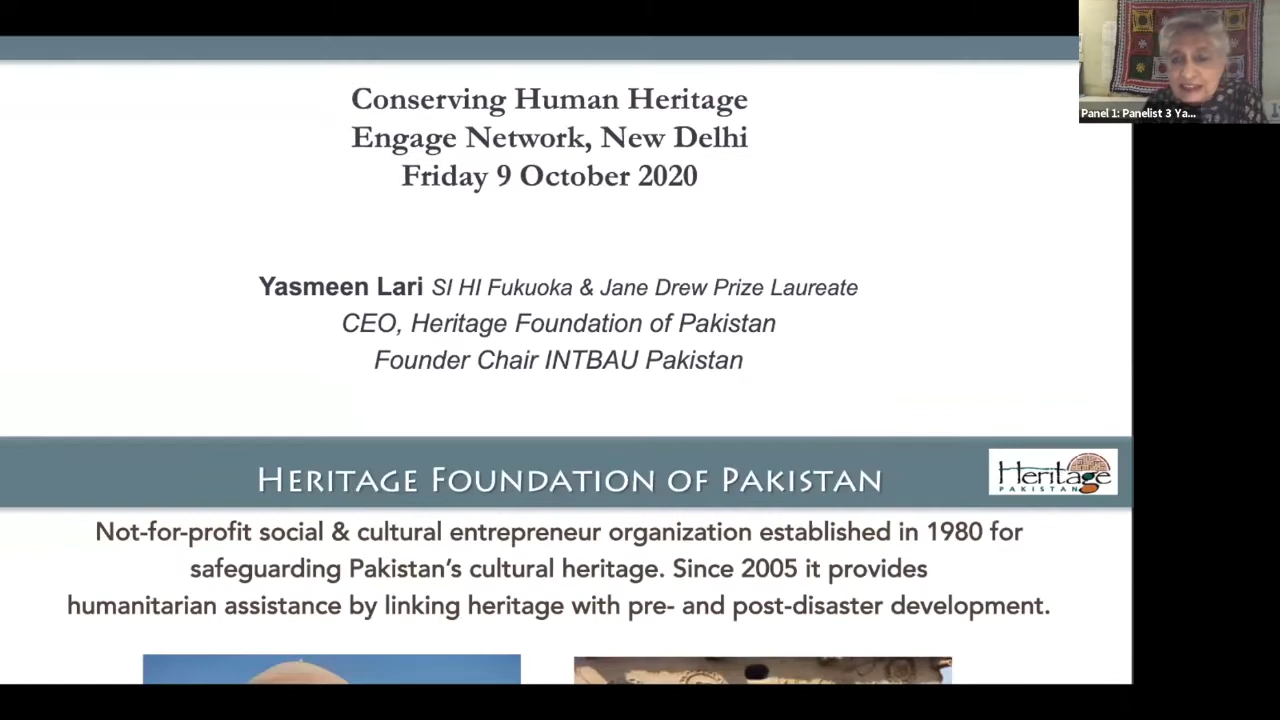 Panel 1: Panelist 3 Ya...
Conserving Human Heritage
Engage Network, New Delhi
Friday 9 October 2020
Yasmeen Lari SI HI Fukuoka & Jane Drew Prize Laureate
CEO, Heritage Foundation of Pakistan
Founder Chair INTBAU Pakistan
HERITAGE FOUNDATION OF PAKISTAN
Heritage
PAKISTAN
Not-for-profit social & cultural entrepreneur organization established in 1980 for
safeguarding Pakistan's cultural heritage. Since 2005 it provides
humanitarian assistance by linking heritage with pre- and post-disaster development.